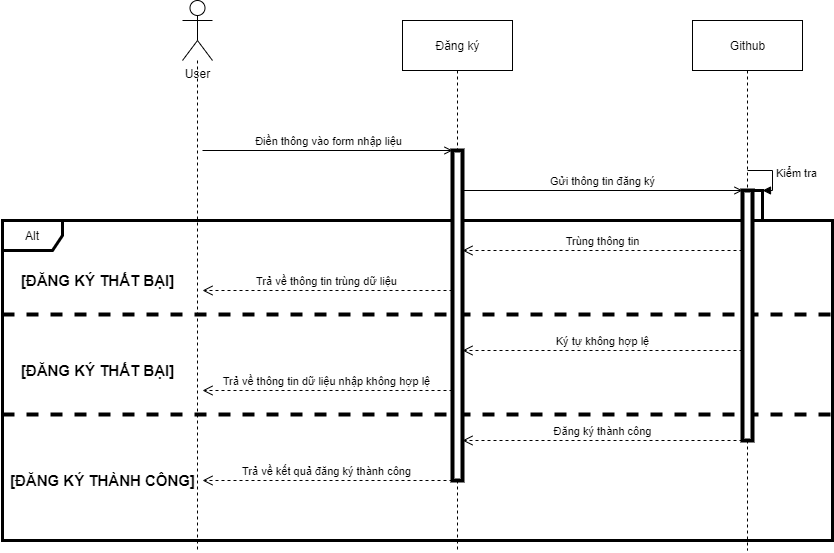 User
Đăng ký
Github
Điền thông vào form nhập liệu
Kiểm tra
Gửi thông tin đăng ký
Alt
Trùng thông tin
[ĐĂNG KÝ THẤT BẠI]
Trả về thông tin trùng dữ liệu
Ký tự không hợp lệ
[ĐĂNG KÝ THẤT BẠI]
Trả về thông tin dữ liệu nhập không hợp lệ
Đăng ký thành công
[ĐĂNG KÝ THÀNH CÔNG]
Trả về kết quả đăng ký thành công